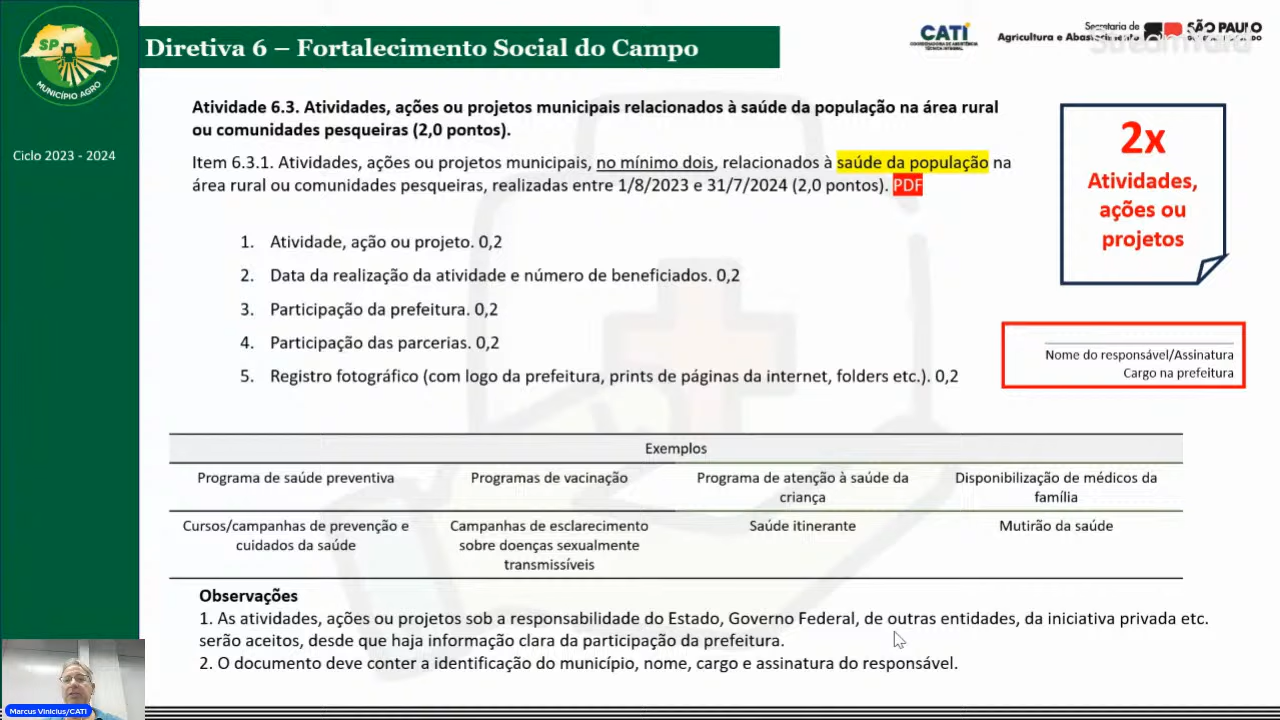 SP
MUNICÍPIO AGRO
Ciclo 2023 - 2024
Diretiva 6 – Fortalecimento Social do Campo
CATI
COORDENADORIA DE ASSISTÊNCIA
TÉCNICA INTEGRAL
Secretaria de
Agricultura e Abastecimento
SÃO PAULO
Atividade 6.3. Atividades, ações ou projetos municipais relacionados à saúde da população na área rural
ou comunidades pesqueiras (2,0 pontos).
Item 6.3.1. Atividades, ações ou projetos municipais, no mínimo dois, relacionados à saúde da população na
área rural ou comunidades pesqueiras, realizadas entre 1/8/2023 e 31/7/2024 (2,0 pontos). PDF
2x
Atividades,
ações ou
projetos
1. Atividade, ação ou projeto. 0,2
2. Data da realização da atividade e número de beneficiados. 0,2
3. Participação da prefeitura. 0,2
4. Participação das parcerias. 0,2
5. Registro fotográfico (com logo da prefeitura, prints de páginas da internet, folders etc.). 0,2
Nome do responsável/Assinatura
Cargo na prefeitura
Exemplos
Programa de saúde preventiva
Programas de vacinação
Programa de atenção à saúde da
criança
Disponibilização de médicos da
família
Cursos/campanhas de prevenção e
cuidados da saúde
Campanhas de esclarecimento
sobre doenças sexualmente
transmissíveis
Saúde itinerante
Mutirão da saúde
Observações
1. As atividades, ações ou projetos sob a responsabilidade do Estado, Governo Federal, de outras entidades, da iniciativa privada etc.
serão aceitos, desde que haja informação clara da participação da prefeitura.
2. O documento deve conter a identificação do município, nome, cargo e assinatura do responsável.
Marcus Vinicius/CATI